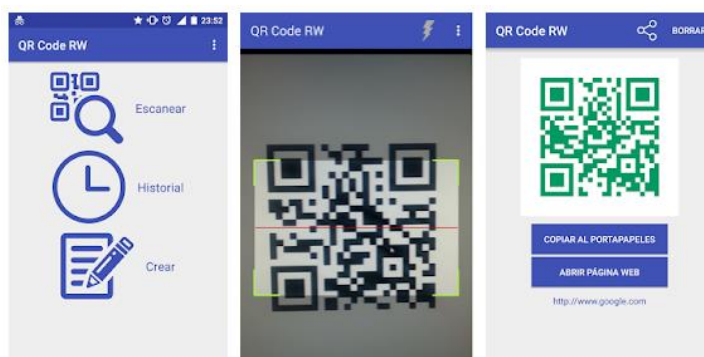 23:52
QR Code RW
Escanear
Historial
Crear
QR Code RW
QR Code RW
BORRAR
COPIAR AL PORTAPAPELES
ABRIR PÁGINA WEB
http://www.google.com